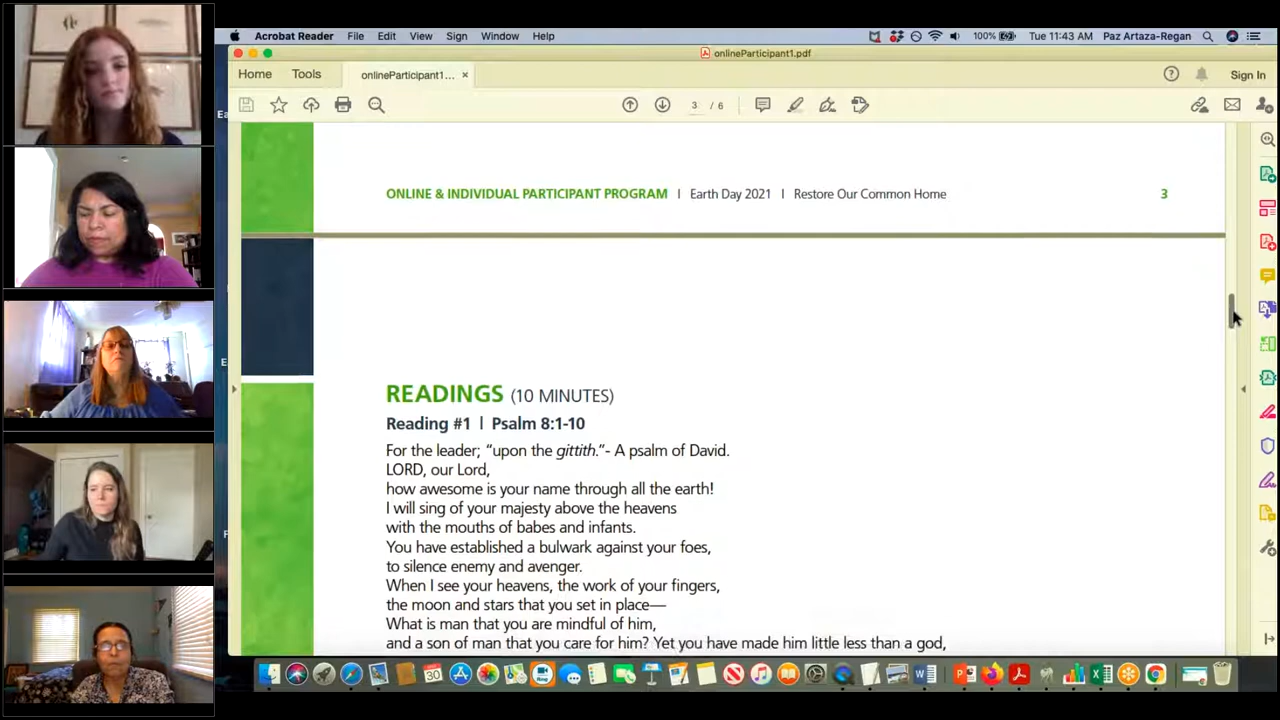 Acrobat Reader File Edit View Sign Window Help 100% Tue 11:43 AM Paz Artaza-Regan
onlineParticipant1.pdf
Home Tools onlineParticipant1... × Sign In
3 / 6
ONLINE & INDIVIDUAL PARTICIPANT PROGRAM | Earth Day 2021 | Restore Our Common Home 3
READINGS (10 MINUTES)
Reading #1 | Psalm 8:1-10
For the leader; “upon the gittith.”- A psalm of David.
LORD, our Lord,
how awesome is your name through all the earth!
I will sing of your majesty above the heavens
with the mouths of babes and infants.
You have established a bulwark against your foes,
to silence enemy and avenger.
When I see your heavens, the work of your fingers,
the moon and stars that you set in place—
What is man that you are mindful of him,
and a son of man that you care for him? Yet you have made him little less than a god,
30